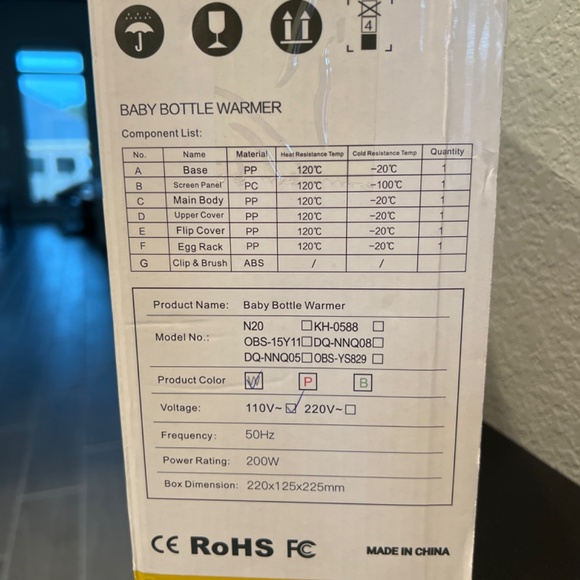 4
BABY BOTTLE WARMER
Component List:
No. Name Material Heat Resistance Temp Cold Resistance Temp Quantity
A Base PP 120℃ -20℃ 1
B Screen Panel PC 120℃ -100℃ 1
C Main Body PP 120℃ -20℃ 1
D Upper Cover PP 120℃ -20℃ 1
E Flip Cover PP 120℃ -20℃ 1
F Egg Rack PP 120℃ -20℃ 1
G Clip & Brush ABS / /
Product Name: Baby Bottle Warmer
Model No.: N20 □ KH-0588 □
OBS-15Y11 □ DQ-NNQ08 □
DQ-NNQ05 □ OBS-YS829 □
Product Color W P B
Voltage: 110V~ ☑ 220V~ □
Frequency: 50Hz
Power Rating: 200W
Box Dimension: 220x125x225mm
CE RoHS FC MADE IN CHINA